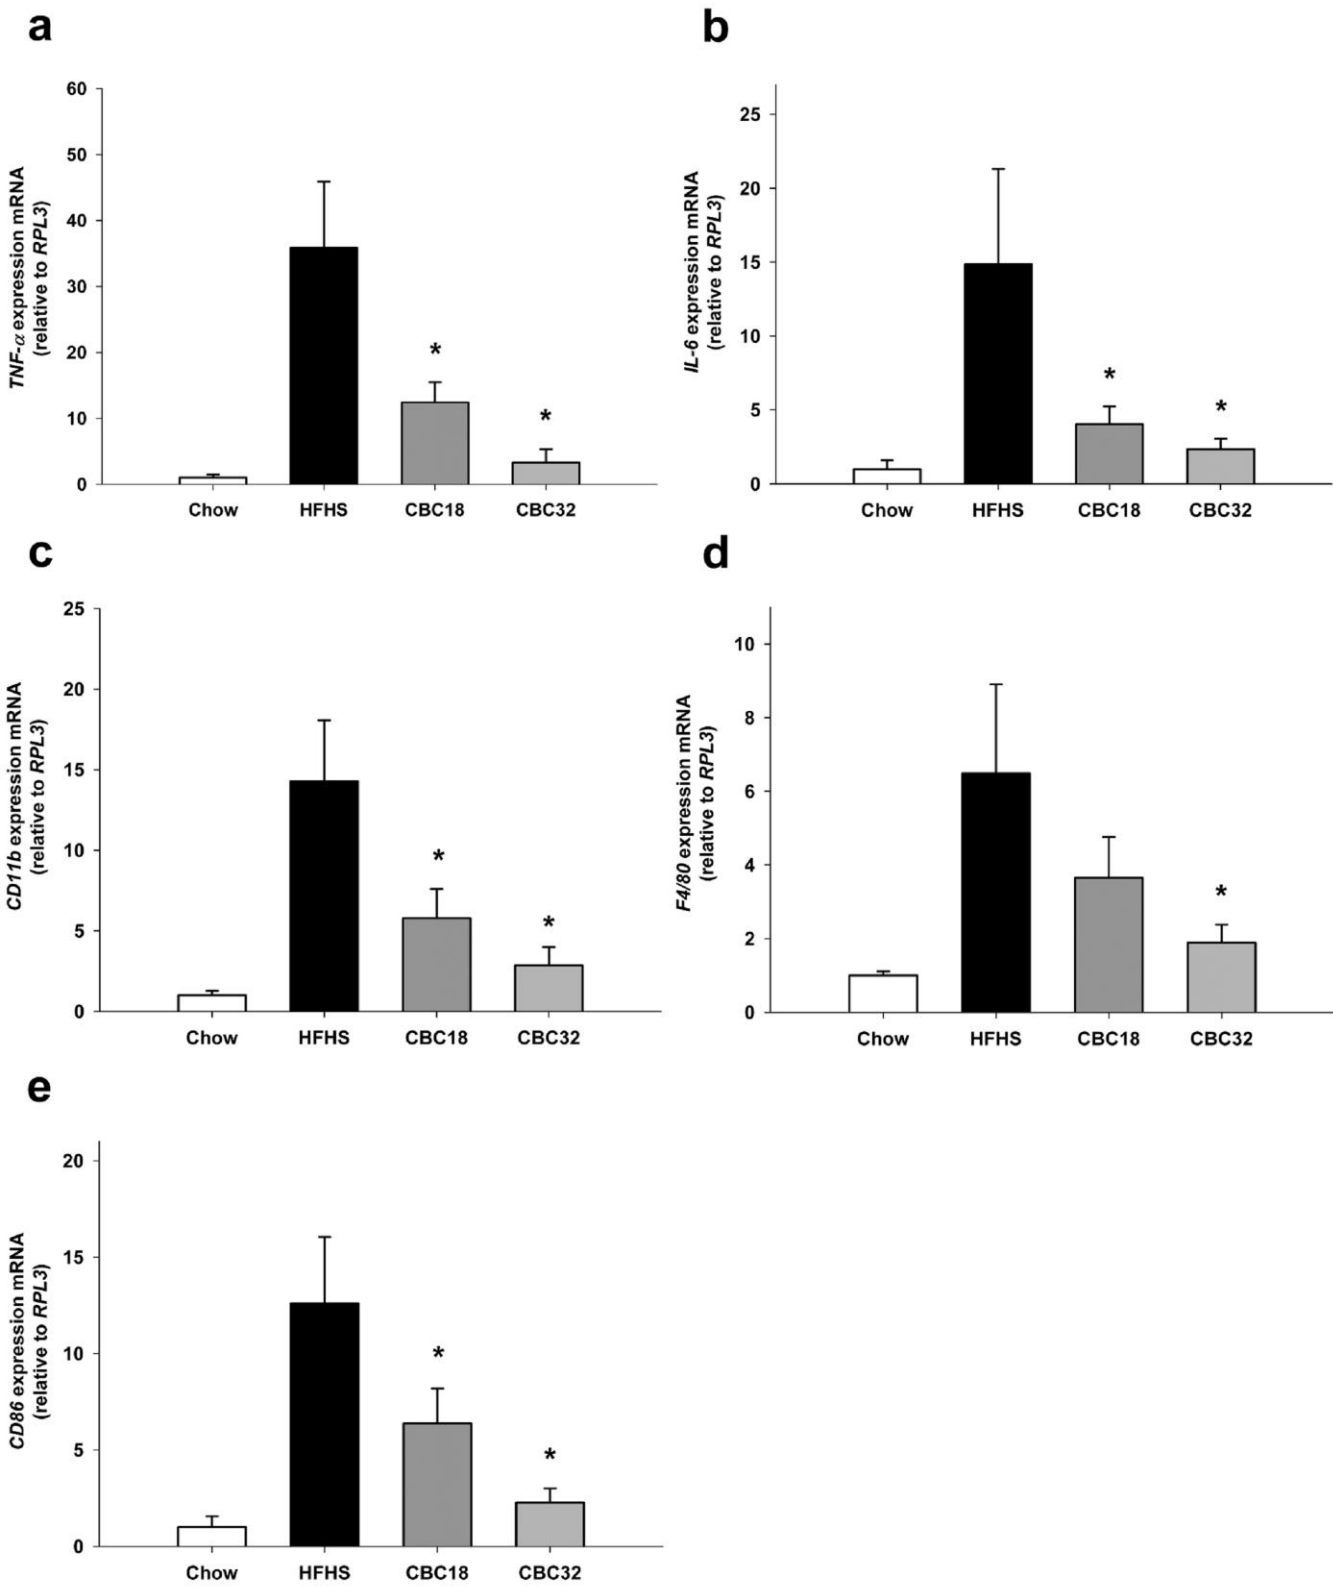 a
TNF-α expression mRNA
(relative to RPL3)
60
50
40
30
20
10
0
*
*
Chow HFHS CBC18 CBC32
b
IL-6 expression mRNA
(relative to RPL3)
25
20
15
10
5
0
*
*
Chow HFHS CBC18 CBC32
c
CD11b expression mRNA
(relative to RPL3)
25
20
15
10
5
0
*
*
Chow HFHS CBC18 CBC32
d
F4/80 expression mRNA
(relative to RPL3)
10
8
6
4
2
0
*
Chow HFHS CBC18 CBC32
e
CD86 expression mRNA
(relative to RPL3)
20
15
10
5
0
*
*
Chow HFHS CBC18 CBC32